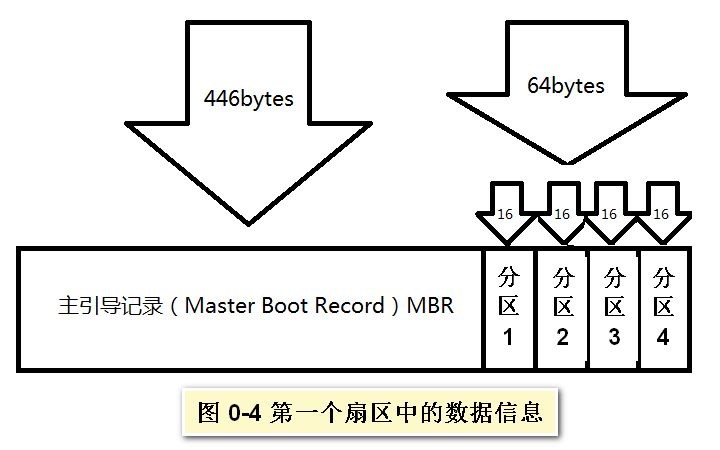 446bytes
64bytes
16
16
16
16
主引导记录（Master Boot Record）MBR
分区1
分区2
分区3
分区4
图 0-4 第一个扇区中的数据信息